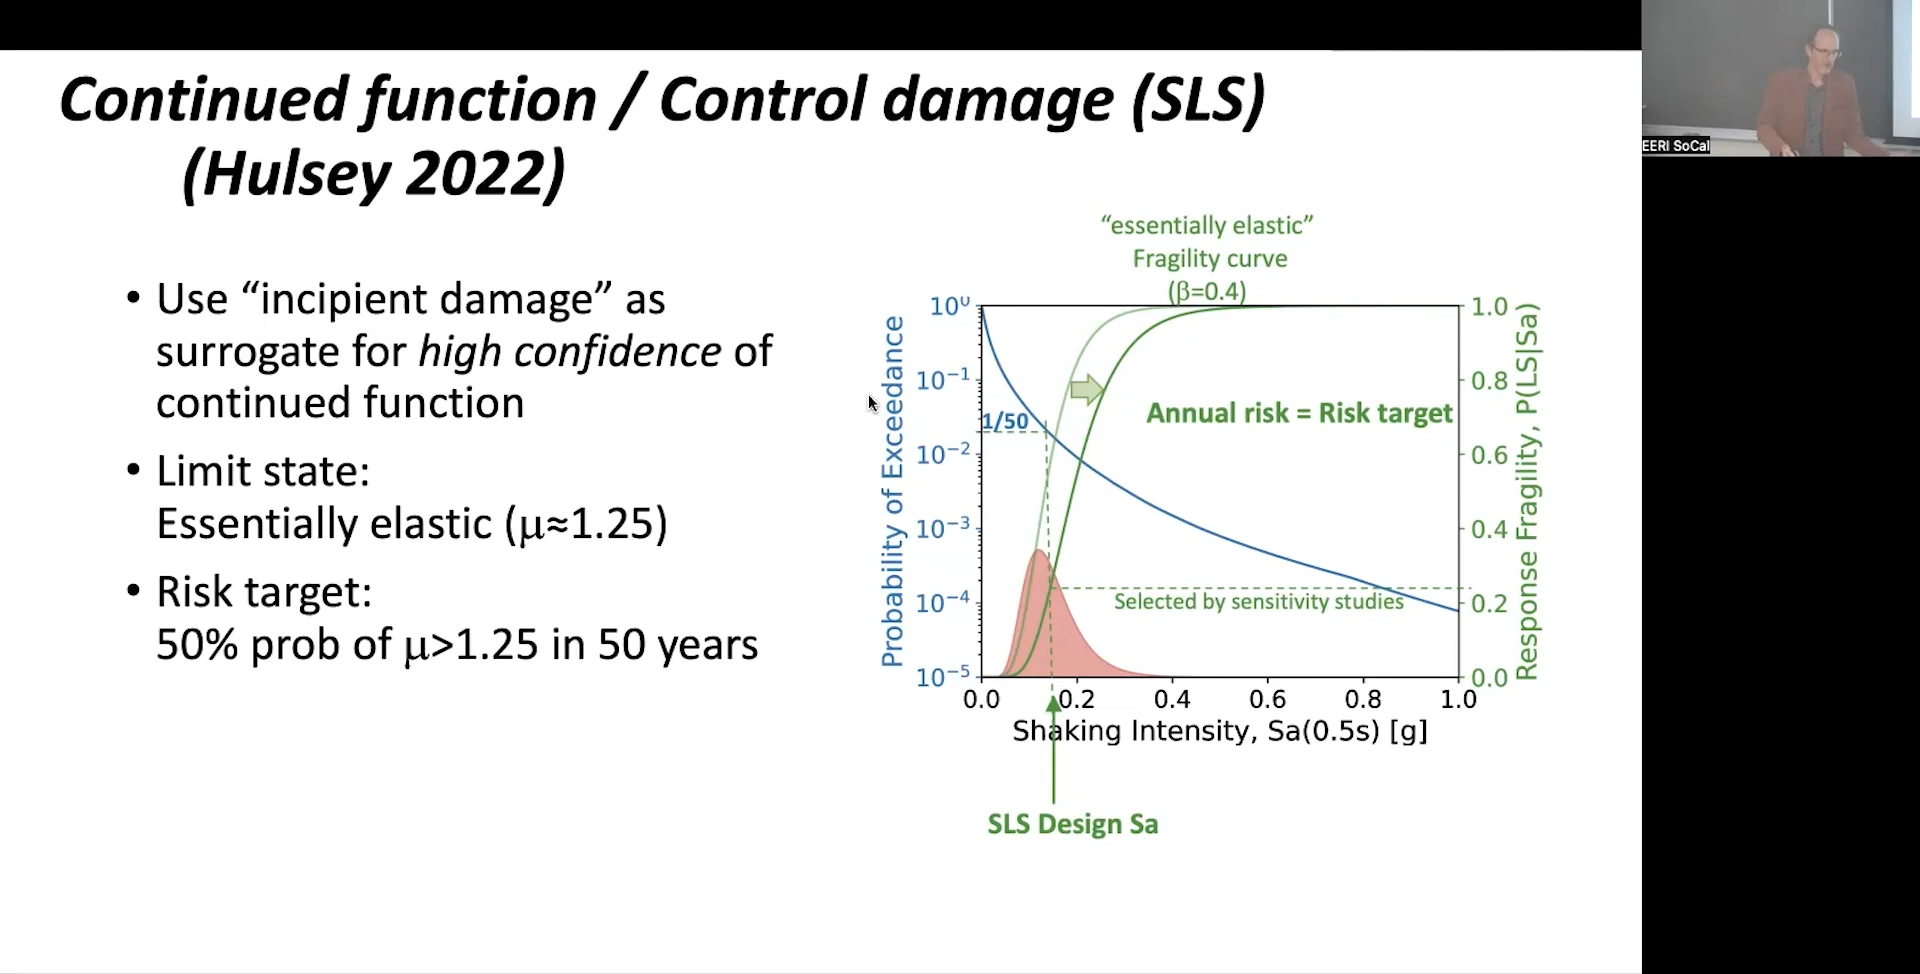 Continued function / Control damage (SLS)
(Hulsey 2022)
EERI SoCal
• Use “incipient damage” as
surrogate for high confidence of
continued function
• Limit state:
Essentially elastic (μ≈1.25)
• Risk target:
50% prob of μ>1.25 in 50 years
“essentially elastic”
Fragility curve
(β=0.4)
Probability of Exceedance
10⁰
10⁻¹
10⁻²
10⁻³
10⁻⁴
10⁻⁵
1/50
Annual risk = Risk target
Selected by sensitivity studies
1.0
0.8
0.6
0.4
0.2
0.0
Response Fragility, P(LS|Sa)
0.0 0.2 0.4 0.6 0.8 1.0
Shaking Intensity, Sa(0.5s) [g]
SLS Design Sa